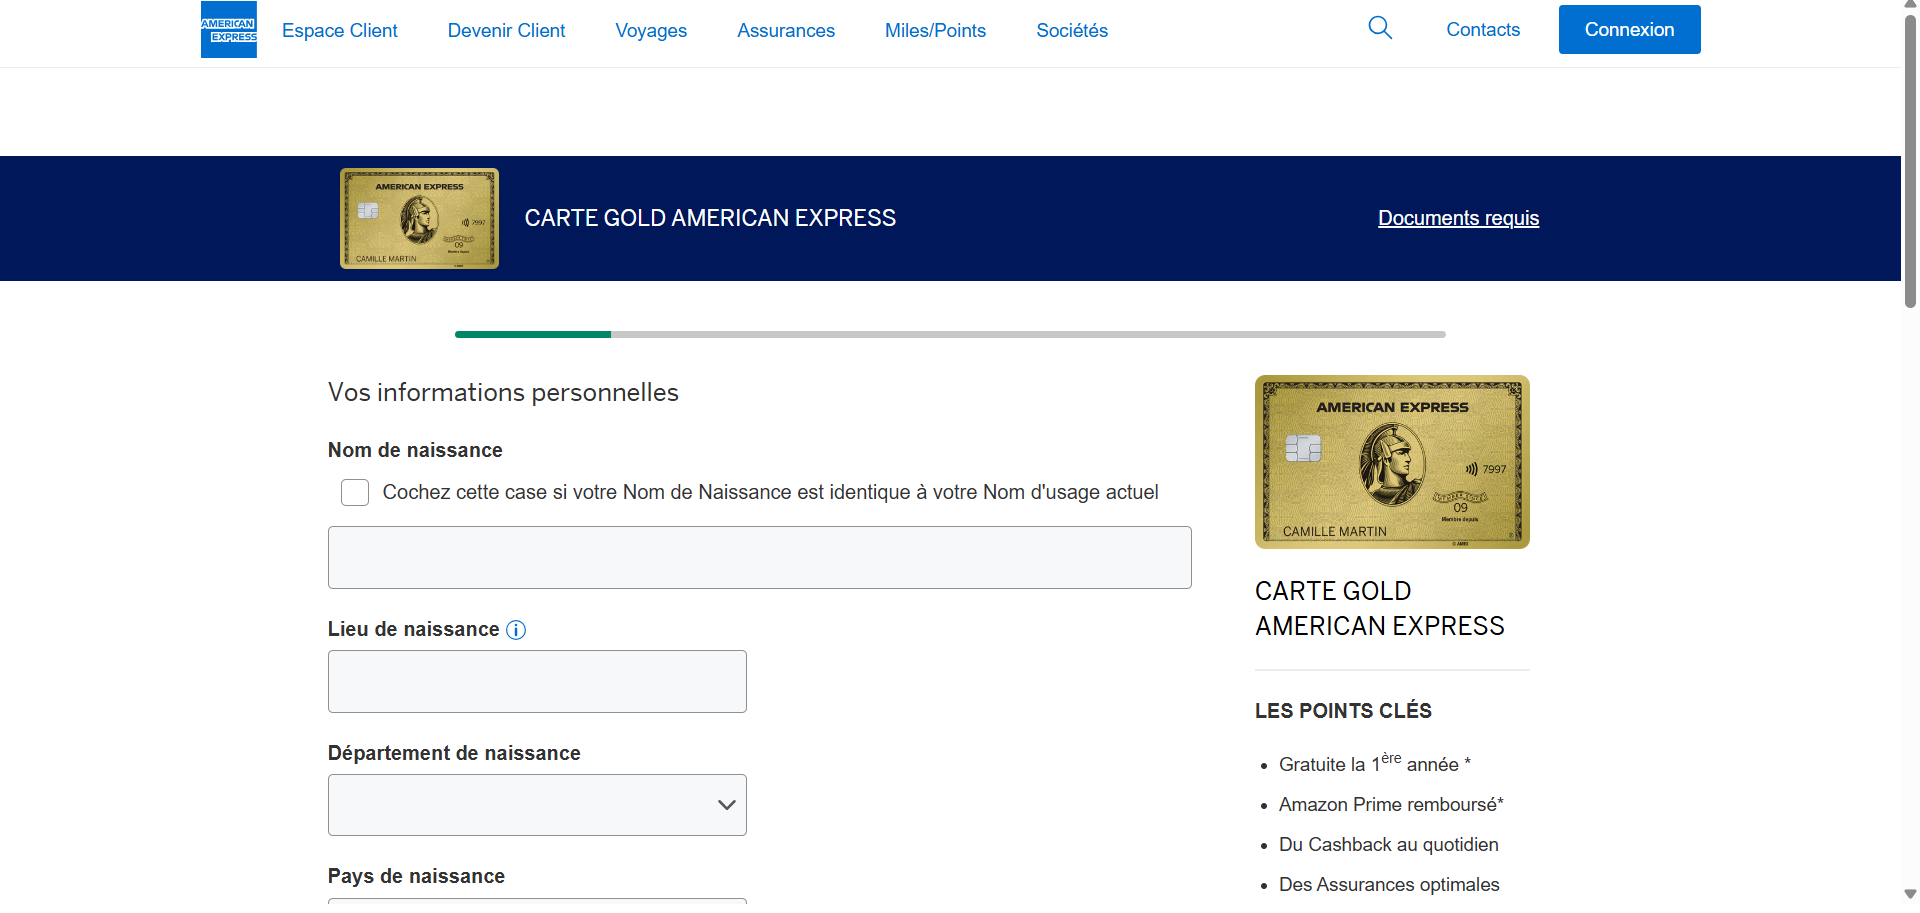 AMERICAN
EXPRESS
Espace Client
Devenir Client
Voyages
Assurances
Miles/Points
Sociétés
Contacts
Connexion
AMERICAN EXPRESS
7997
09
Membre depuis
CAMILLE MARTIN
CARTE GOLD AMERICAN EXPRESS
Documents requis
Vos informations personnelles
Nom de naissance
Cochez cette case si votre Nom de Naissance est identique à votre Nom d'usage actuel
Lieu de naissance
Département de naissance
Pays de naissance
AMERICAN EXPRESS
7997
09
Membre depuis
CAMILLE MARTIN
© AMEX
CARTE GOLD
AMERICAN EXPRESS
LES POINTS CLÉS
Gratuite la 1ère année *
Amazon Prime remboursé*
Du Cashback au quotidien
Des Assurances optimales